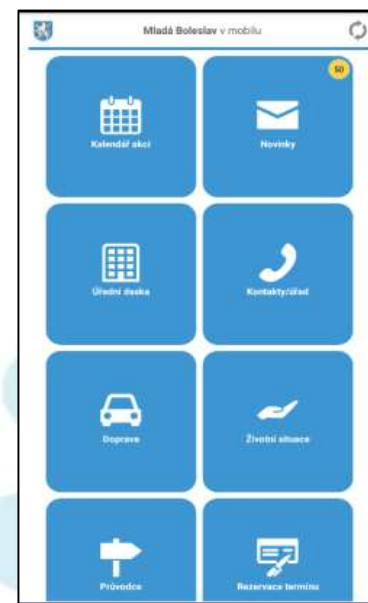 Mladá Boleslav v mobilu
50
Kalendář akcí
Novinky
Úřední deska
Kontakty/úřad
Doprava
Životní situace
Průvodce
Rezervace termínu